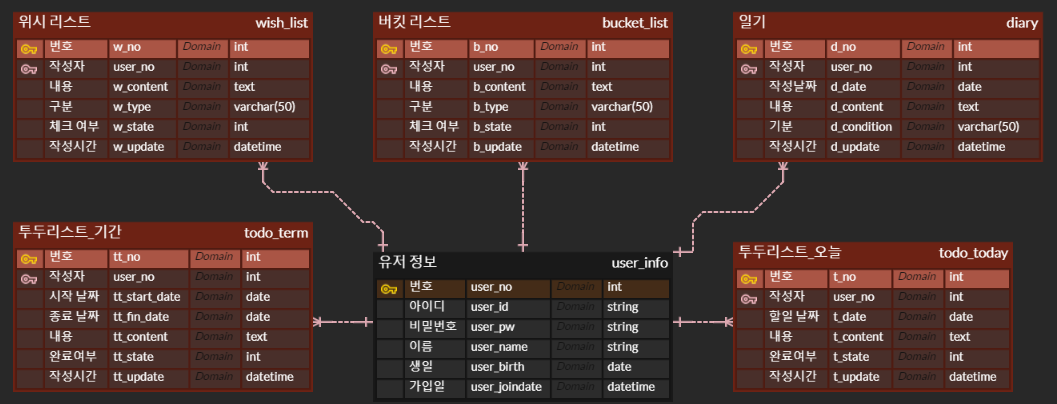 위시 리스트 wish_list
번호 w_no Domain int
작성자 user_no Domain int
내용 w_content Domain text
구분 w_type Domain varchar(50)
체크 여부 w_state Domain int
작성시간 w_update Domain datetime
버킷 리스트 bucket_list
번호 b_no Domain int
작성자 user_no Domain int
내용 b_content Domain text
구분 b_type Domain varchar(50)
체크 여부 b_state Domain int
작성시간 b_update Domain datetime
일기 diary
번호 d_no Domain int
작성자 user_no Domain int
작성날짜 d_date Domain date
내용 d_content Domain text
기분 d_condition Domain varchar(50)
작성시간 d_update Domain datetime
투두리스트_기간 todo_term
번호 tt_no Domain int
작성자 user_no Domain int
시작 날짜 tt_start_date Domain date
종료 날짜 tt_fin_date Domain date
내용 tt_content Domain text
완료여부 tt_state Domain int
작성시간 tt_update Domain datetime
유저 정보 user_info
번호 user_no Domain int
아이디 user_id Domain string
비밀번호 user_pw Domain string
이름 user_name Domain string
생일 user_birth Domain date
가입일 user_joindate Domain datetime
투두리스트_오늘 todo_today
번호 t_no Domain int
작성자 user_no Domain int
할일 날짜 t_date Domain date
내용 t_content Domain text
완료여부 t_state Domain int
작성시간 t_update Domain datetime